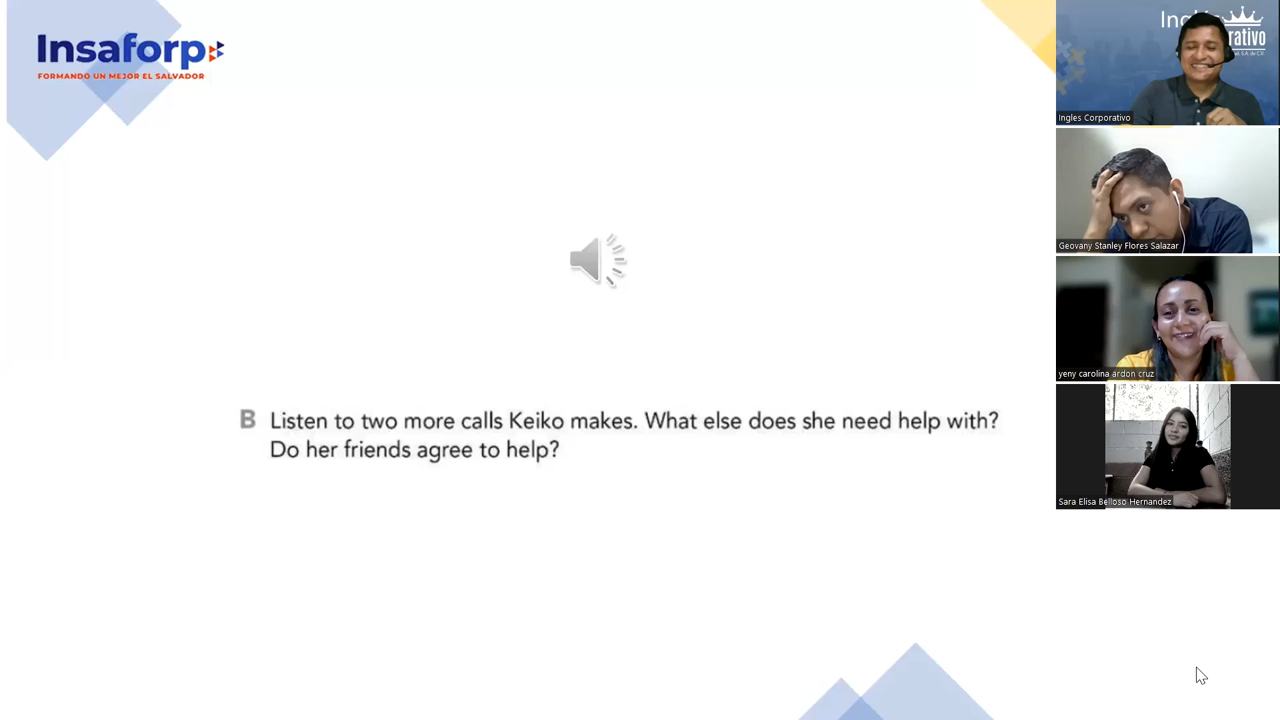 Insaforp
FORMANDO UN MEJOR EL SALVADOR
B Listen to two more calls Keiko makes. What else does she need help with?
Do her friends agree to help?
Ingles Corporativo
Geovany Stanley Flores Salazar
yeny carolina ardon cruz
Sara Elisa Belloso Hernandez